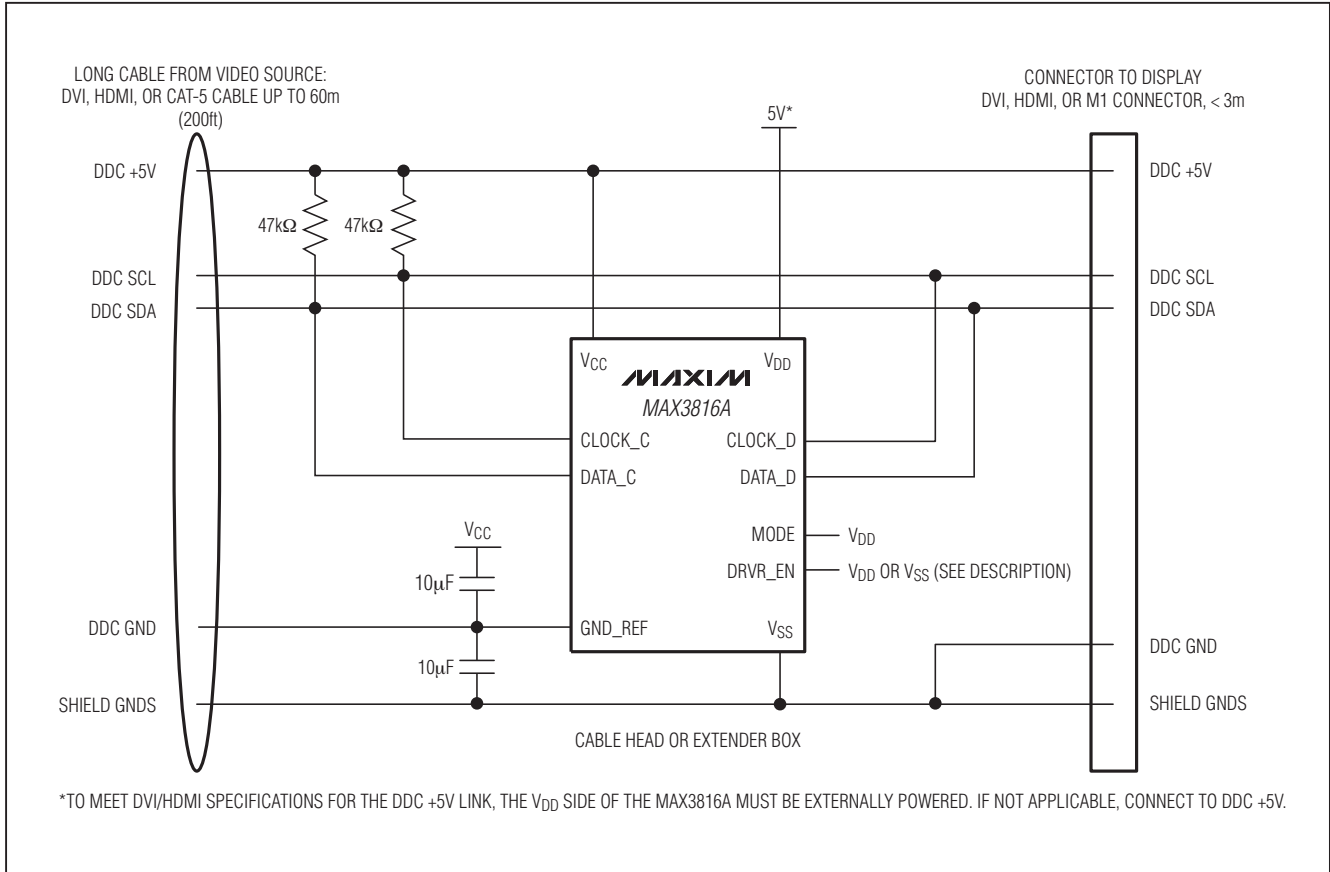 LONG CABLE FROM VIDEO SOURCE:
DVI, HDMI, OR CAT-5 CABLE UP TO 60m
(200ft)
CONNECTOR TO DISPLAY
DVI, HDMI, OR M1 CONNECTOR, < 3m
5V*
DDC +5V
DDC +5V
47kΩ
47kΩ
DDC SCL
DDC SCL
DDC SDA
DDC SDA
VCC
VDD
MAXIM
MAX3816A
CLOCK_C
CLOCK_D
DATA_C
DATA_D
MODE
VDD
VCC
DRVR_EN
VDD OR VSS (SEE DESCRIPTION)
10µF
DDC GND
GND_REF
VSS
DDC GND
10µF
SHIELD GNDS
SHIELD GNDS
CABLE HEAD OR EXTENDER BOX
*TO MEET DVI/HDMI SPECIFICATIONS FOR THE DDC +5V LINK, THE VDD SIDE OF THE MAX3816A MUST BE EXTERNALLY POWERED. IF NOT APPLICABLE, CONNECT TO DDC +5V.